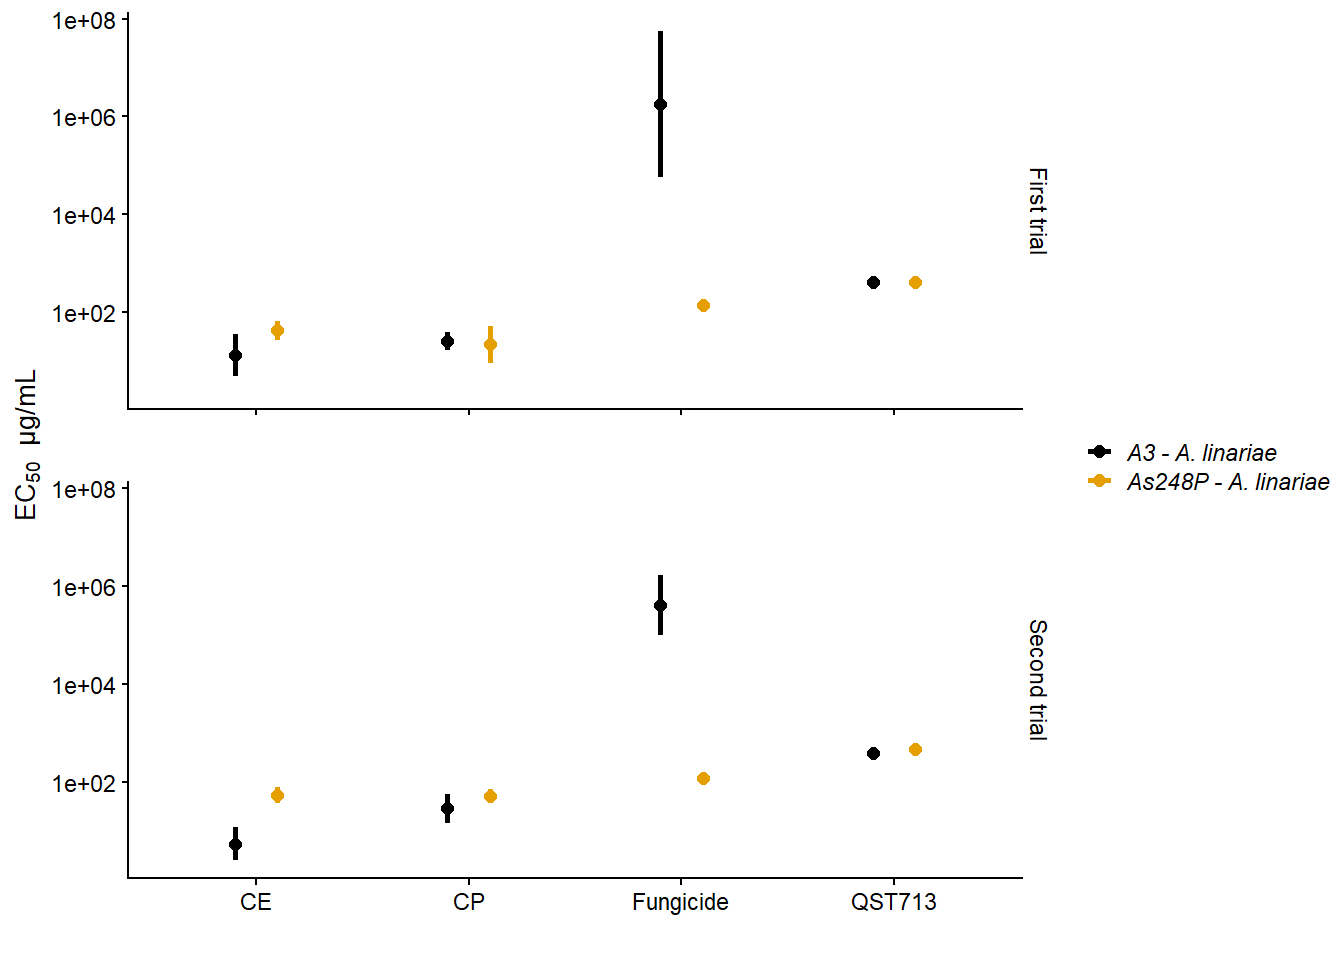 1e+08
1e+06
1e+04
1e+02
First trial
EC50 µg/mL
A3 - A. linariae
As248P - A. linariae
1e+08
1e+06
1e+04
1e+02
Second trial
CE CP Fungicide QST713